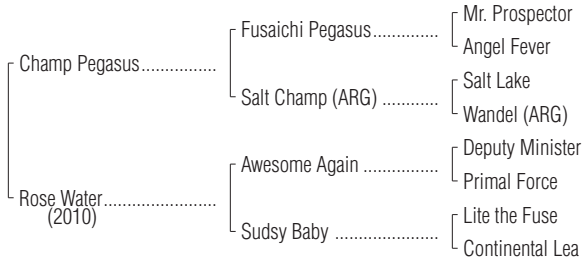 Mr. Prospector
Fusaichi Pegasus...............
Angel Fever
Champ Pegasus...............
Salt Lake
Salt Champ (ARG) ............
Wandel (ARG)
Deputy Minister
Awesome Again ................
Primal Force
Rose Water......................
(2010)
Lite the Fuse
Sudsy Baby .....................
Continental Lea